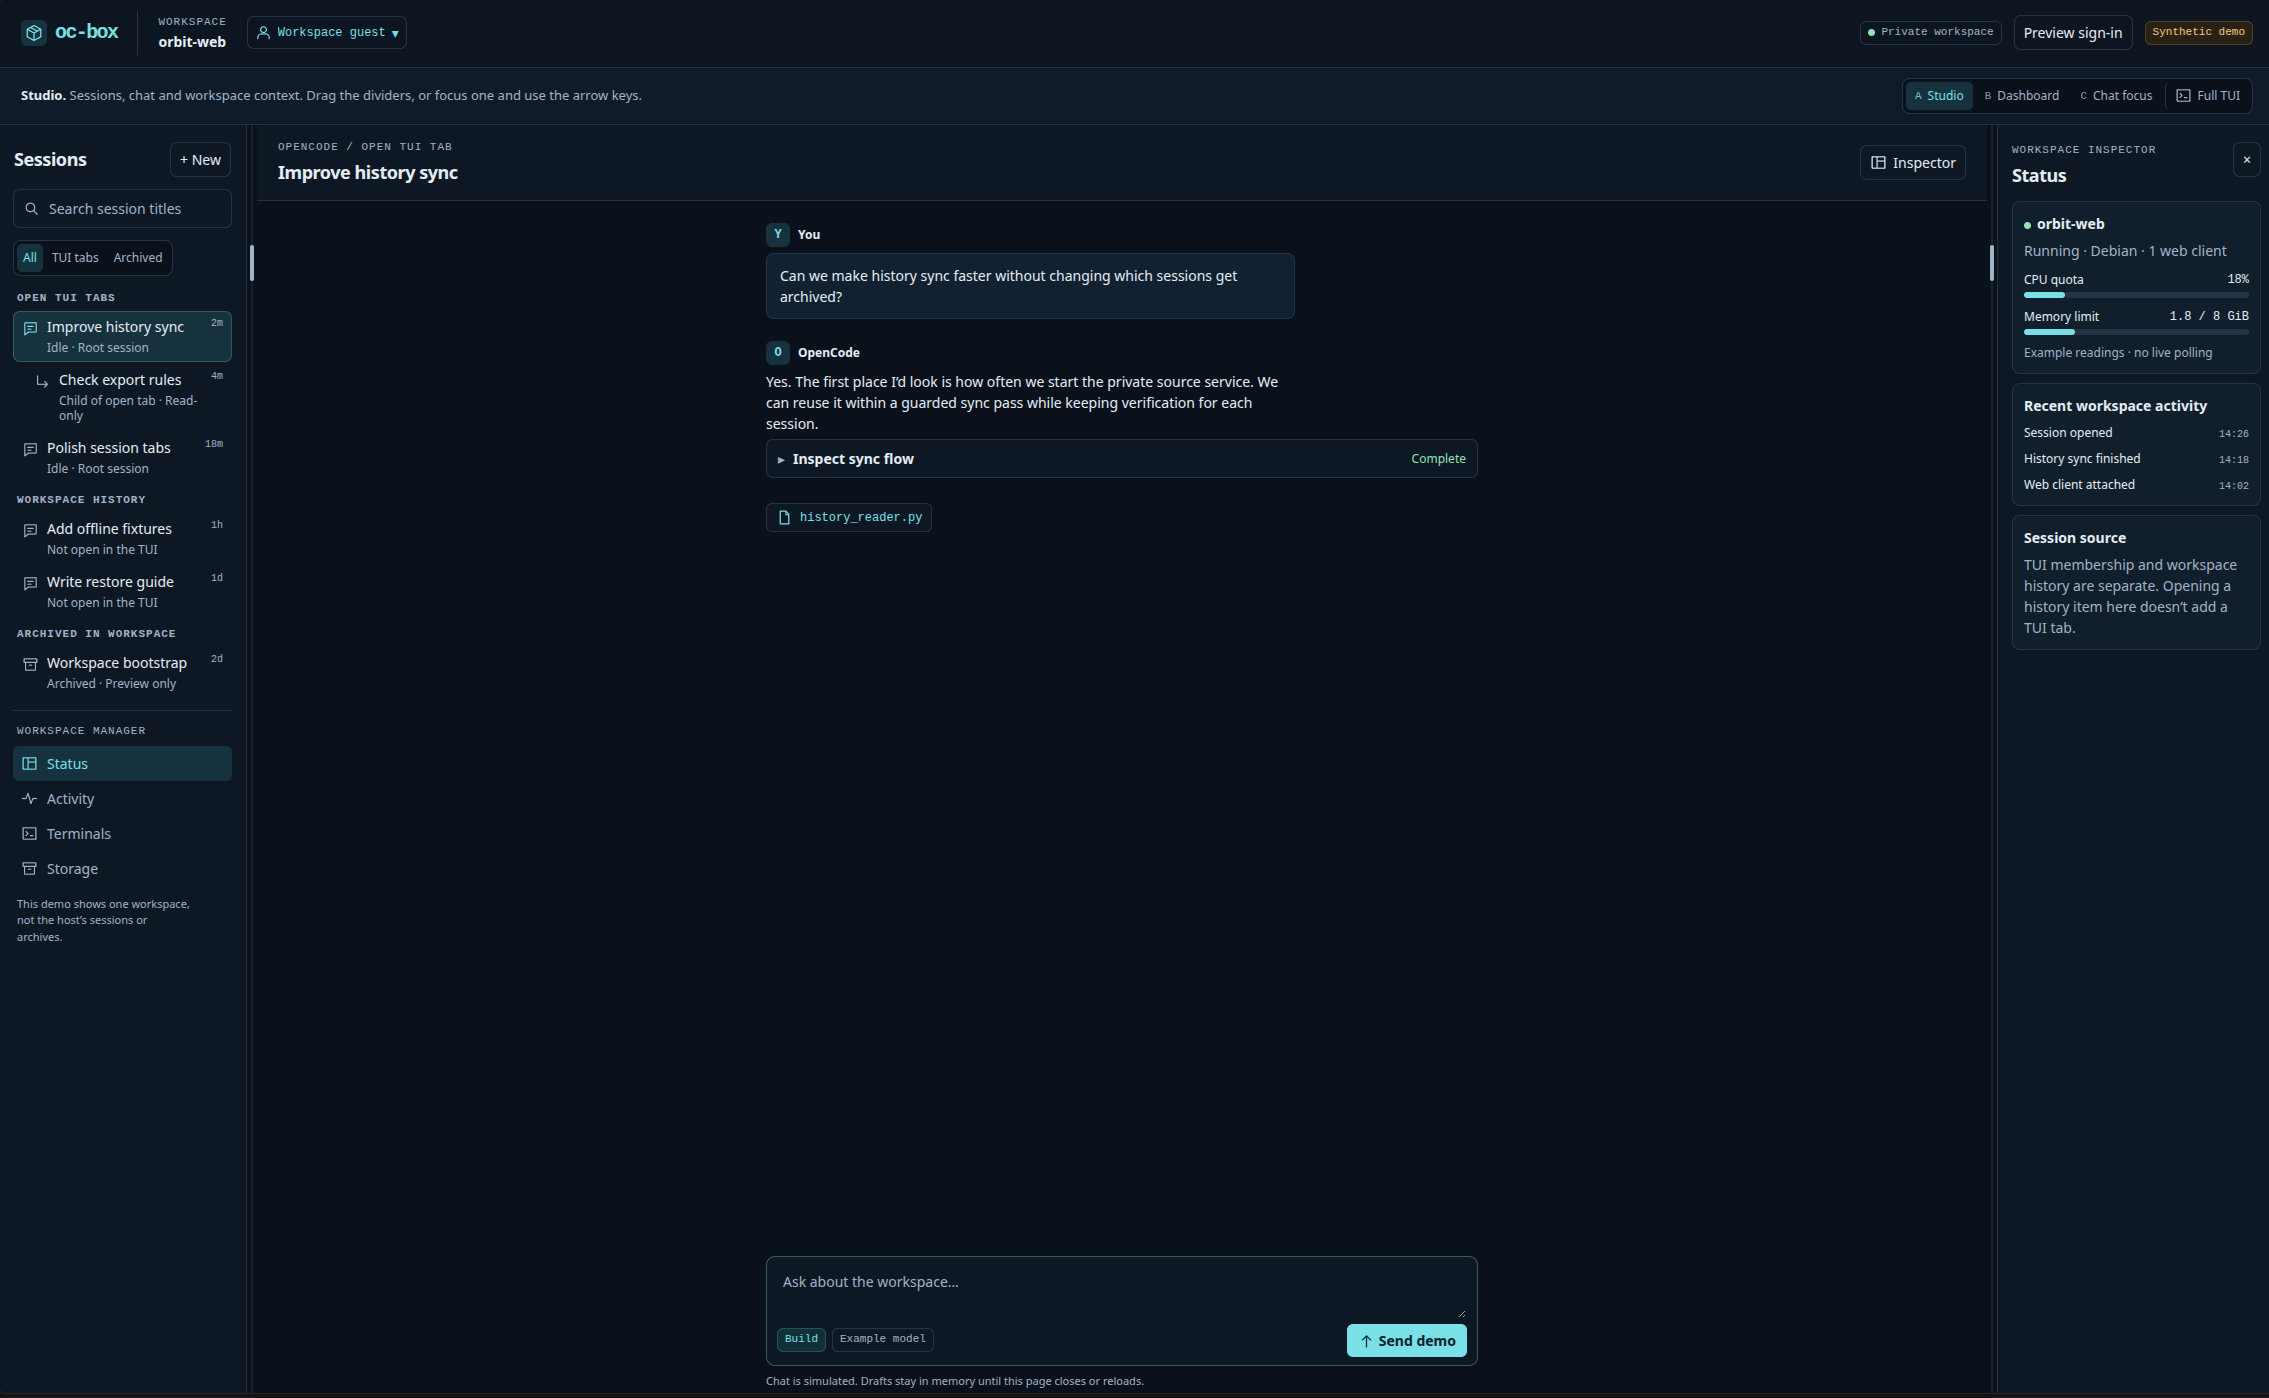 oc-box
WORKSPACE
orbit-web
Workspace guest ▾
Private workspace
Preview sign-in
Synthetic demo
Studio. Sessions, chat and workspace context. Drag the dividers, or focus one and use the arrow keys.
A Studio
B Dashboard
C Chat focus
Full TUI
Sessions
+ New
Search session titles
All
TUI tabs
Archived
OPEN TUI TABS
Improve history sync 2m
Idle · Root session
Check export rules 4m
Child of open tab · Read-
only
Polish session tabs 18m
Idle · Root session
WORKSPACE HISTORY
Add offline fixtures 1h
Not open in the TUI
Write restore guide 1d
Not open in the TUI
ARCHIVED IN WORKSPACE
Workspace bootstrap 2d
Archived · Preview only
WORKSPACE MANAGER
Status
Activity
Terminals
Storage
This demo shows one workspace,
not the host's sessions or
archives.
OPENCODE / OPEN TUI TAB
Improve history sync
Inspector
Y You
Can we make history sync faster without changing which sessions get
archived?
O OpenCode
Yes. The first place I'd look is how often we start the private source service. We
can reuse it within a guarded sync pass while keeping verification for each
session.
▸ Inspect sync flow Complete
history_reader.py
Ask about the workspace...
Build
Example model
↑ Send demo
Chat is simulated. Drafts stay in memory until this page closes or reloads.
WORKSPACE INSPECTOR
Status
×
orbit-web
Running · Debian · 1 web client
CPU quota 18%
Memory limit 1.8 / 8 GiB
Example readings · no live polling
Recent workspace activity
Session opened 14:26
History sync finished 14:18
Web client attached 14:02
Session source
TUI membership and workspace
history are separate. Opening a
history item here doesn't add a
TUI tab.